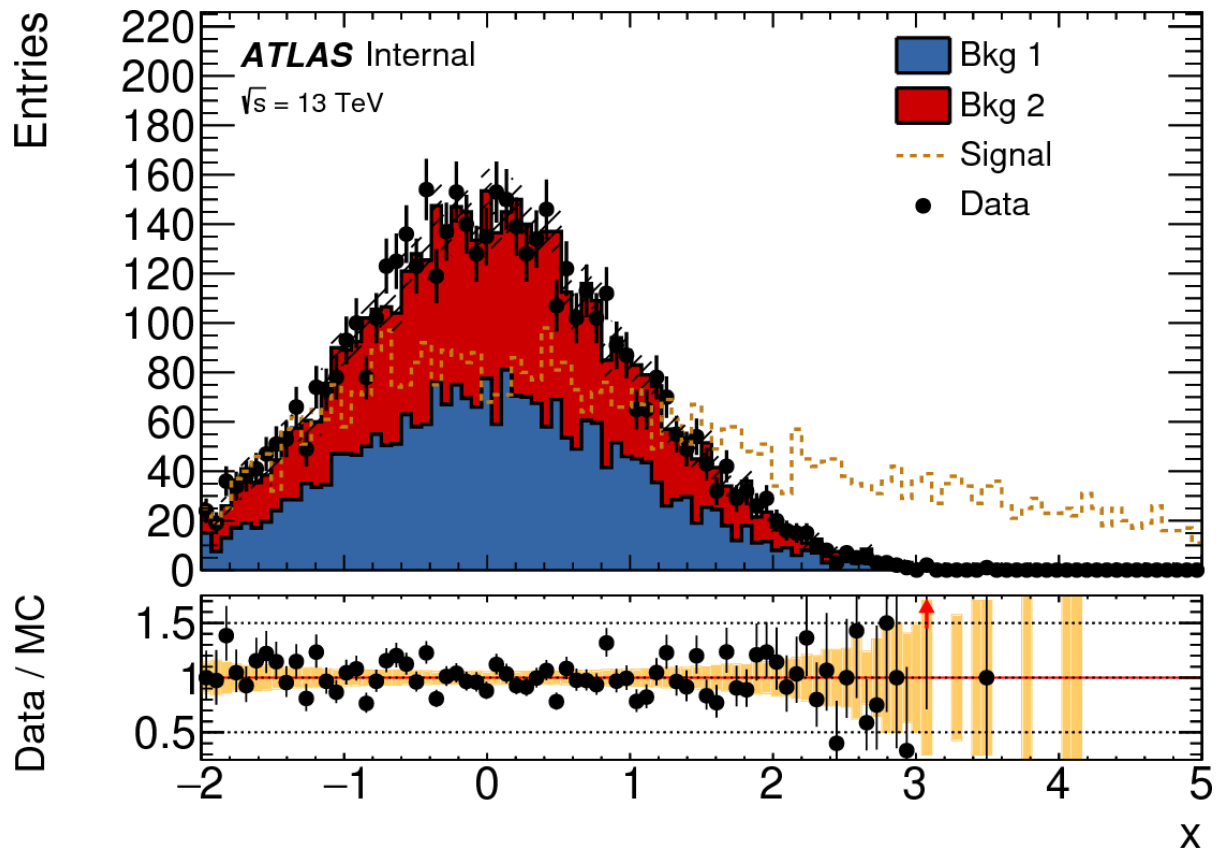 Entries
220
200
180
160
140
120
100
80
60
40
20
0
ATLAS Internal
√s = 13 TeV
Bkg 1
Bkg 2
Signal
Data
Data / MC
1.5
1
0.5
−2 −1 0 1 2 3 4 5
x